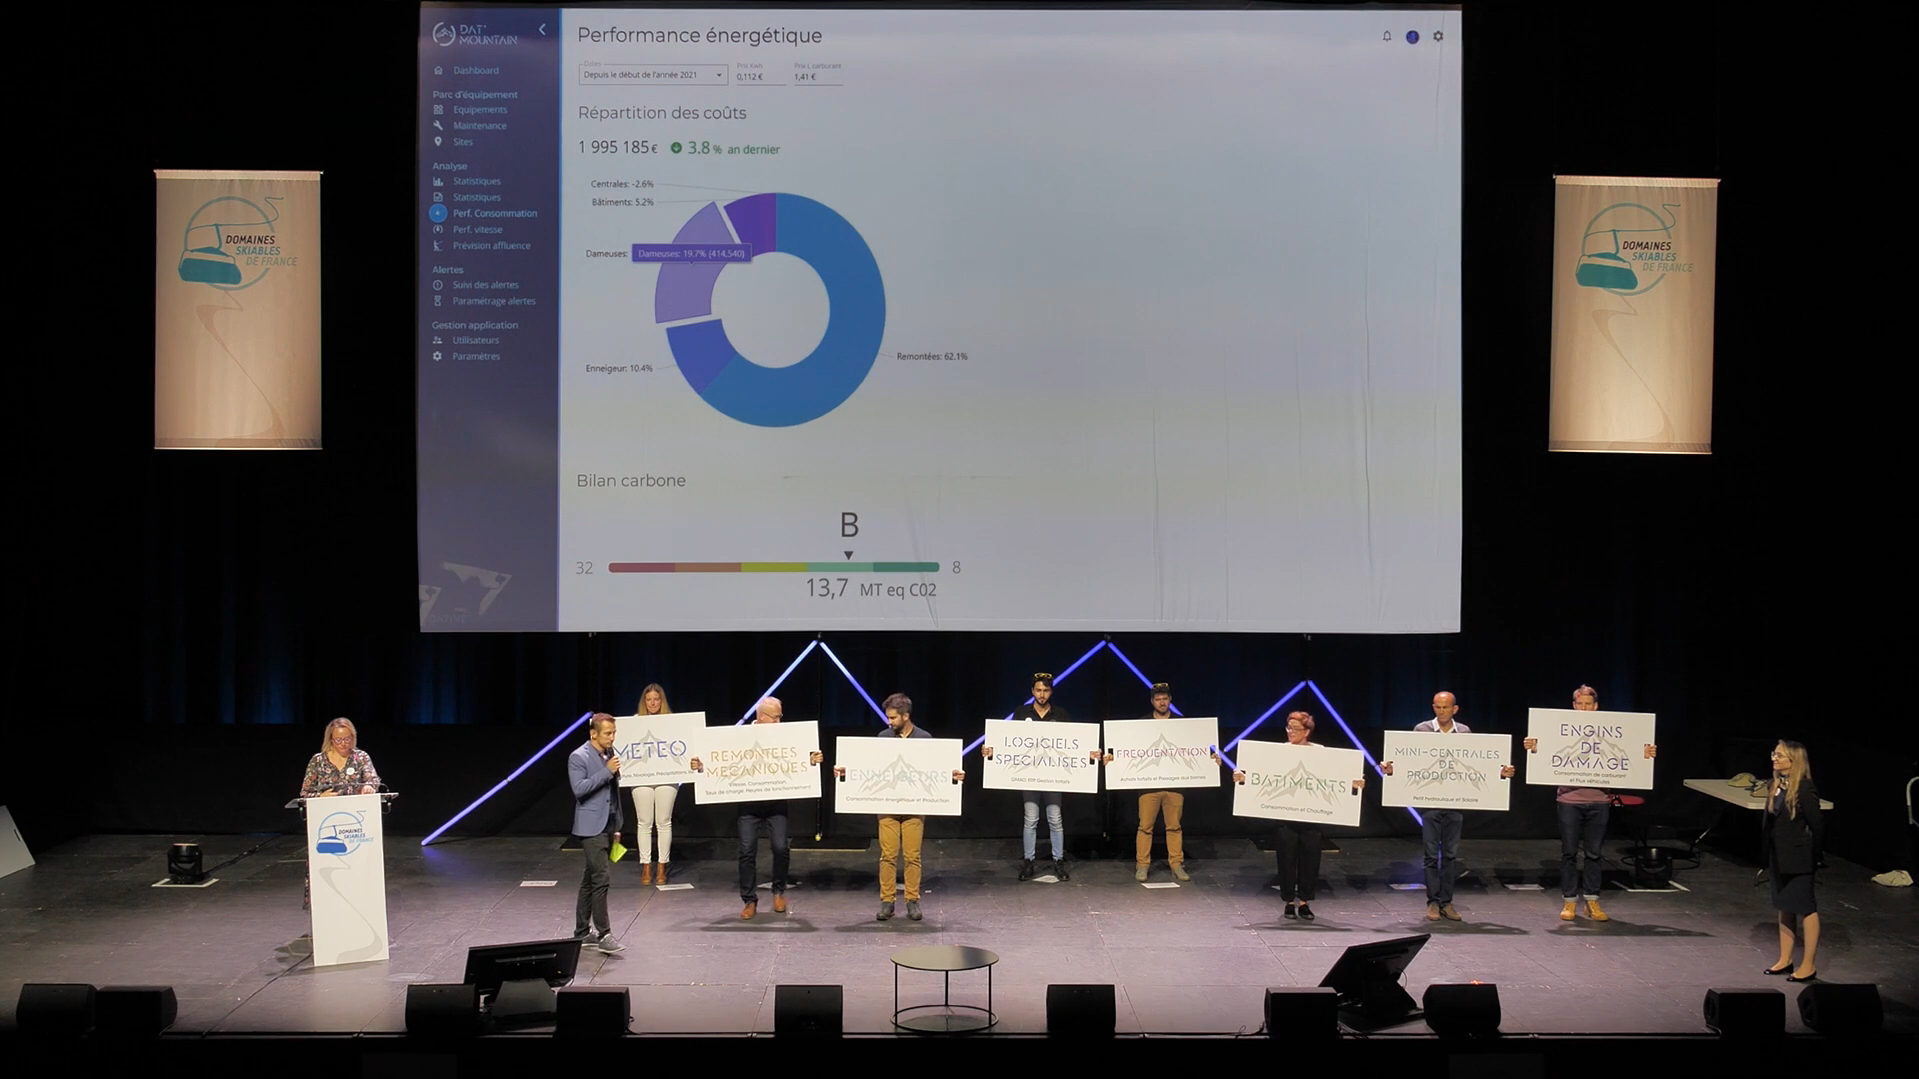 DAT'
MOUNTAIN
Dashboard
Parc d'équipement
Equipements
Maintenance
Sites
Analyse
Statistiques
Statistiques
Perf. Consommation
Perf. vitesse
Prévision affluence
Alertes
Suivi des alertes
Paramétrage alertes
Gestion application
Utilisateurs
Paramètres
Performance énergétique
Dates
Depuis le début de l'année 2021
Prix Kwh
0,112 €
Prix L carburant
1,41 €
Répartition des coûts
1 995 185 €
3.8 % an dernier
Centrales: -2.6%
Bâtiments: 5.2%
Dameuses:
Dameuses: 19.7% (414,540)
Enneigeur: 10.4%
Remontées: 62.1%
Bilan carbone
B
32
8
13,7 MT eq C02
DOMAINES
SKIABLES
DE FRANCE
DOMAINES
SKIABLES
DE FRANCE
DOMAINES
SKIABLES
DE FRANCE
METEO
Nivologie, Précipitations
REMONTEES
MECANIQUES
Vitesse, Consommation,
Taux de charge, Heures de fonctionnement
ENNEIGEURS
Consommation énergétique et Production
LOGICIELS
SPECIALISES
GMAO, ERP Gestion forfaits
FREQUENTATION
Achats forfaits et Passages aux bornes
BATIMENTS
Consommation et Chauffage
MINI-CENTRALES
DE
PRODUCTION
Petit hydraulique et Solaire
ENGINS
DE
DAMAGE
Consommation de carburant
et Flux véhicules